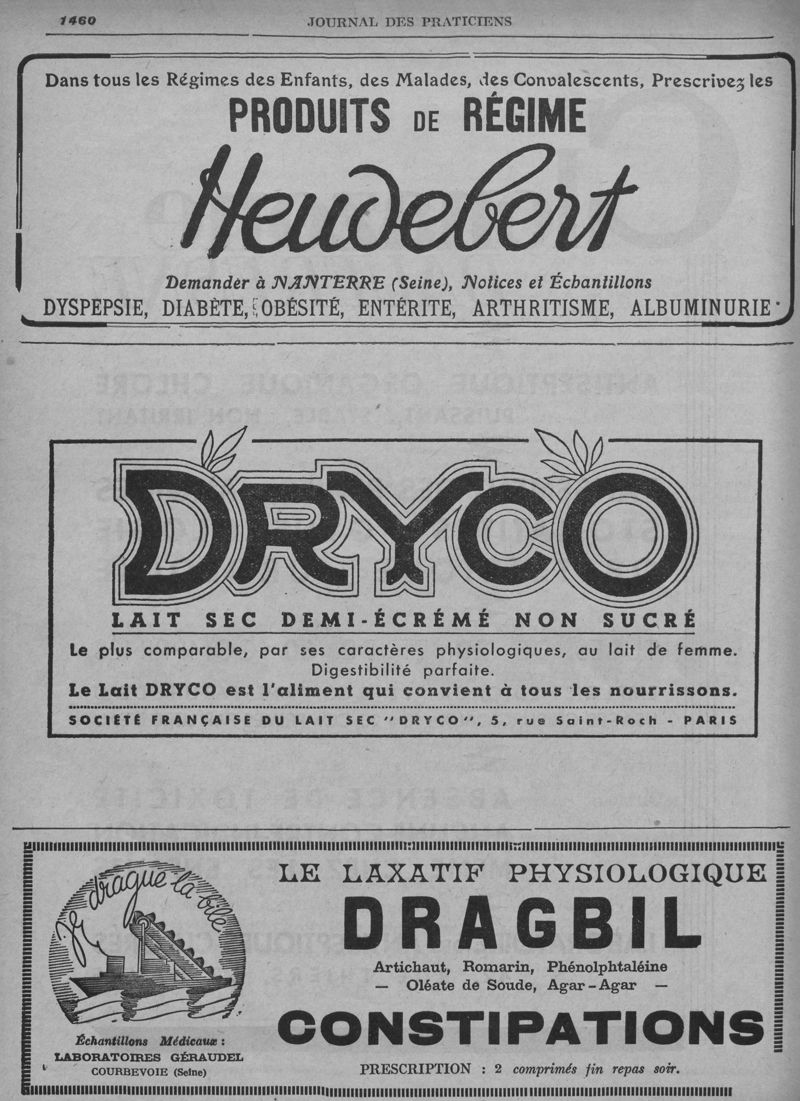 1460
JOURNAL DES PRATICIENS
Dans tous les Régimes des Enfants, des Malades, des Convalescents, Prescrivez les
PRODUITS DE RÉGIME
Heudebert
Demander à NANTERRE (Seine), Notices et Échantillons
DYSPEPSIE, DIABÈTE, OBÉSITÉ, ENTÉRITE, ARTHRITISME, ALBUMINURIE
DRYCO
LAIT SEC DEMI-ÉCRÉMÉ NON SUCRÉ
Le plus comparable, par ses caractères physiologiques, au lait de femme.
Digestibilité parfaite.
Le Lait DRYCO est l'aliment qui convient à tous les nourrissons.
SOCIÉTÉ FRANÇAISE DU LAIT SEC "DRYCO", 5, rue Saint-Roch - PARIS
Je drague la bile
Échantillons Médicaux :
LABORATOIRES GÉRAUDEL
COURBEVOIE (Seine)
LE LAXATIF PHYSIOLOGIQUE
DRAGBIL
Artichaut, Romarin, Phénolphtaléine
— Oléate de Soude, Agar-Agar —
CONSTIPATIONS
PRESCRIPTION : 2 comprimés fin repas soir.